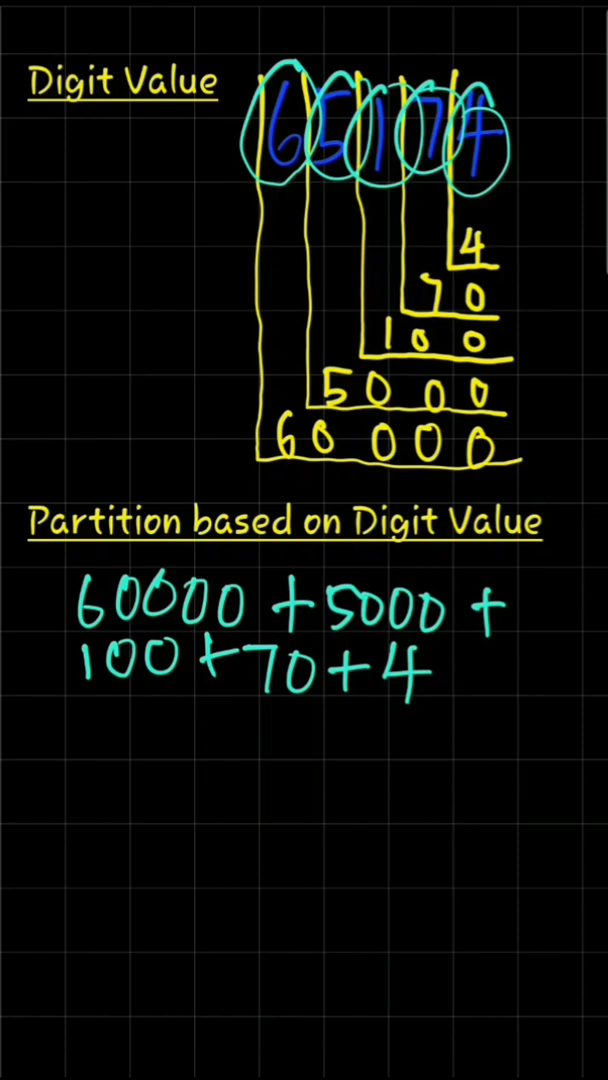 Digit Value
65174
4
70
100
5000
60000
Partition based on Digit Value
60000 + 5000 +
100 + 70 + 4